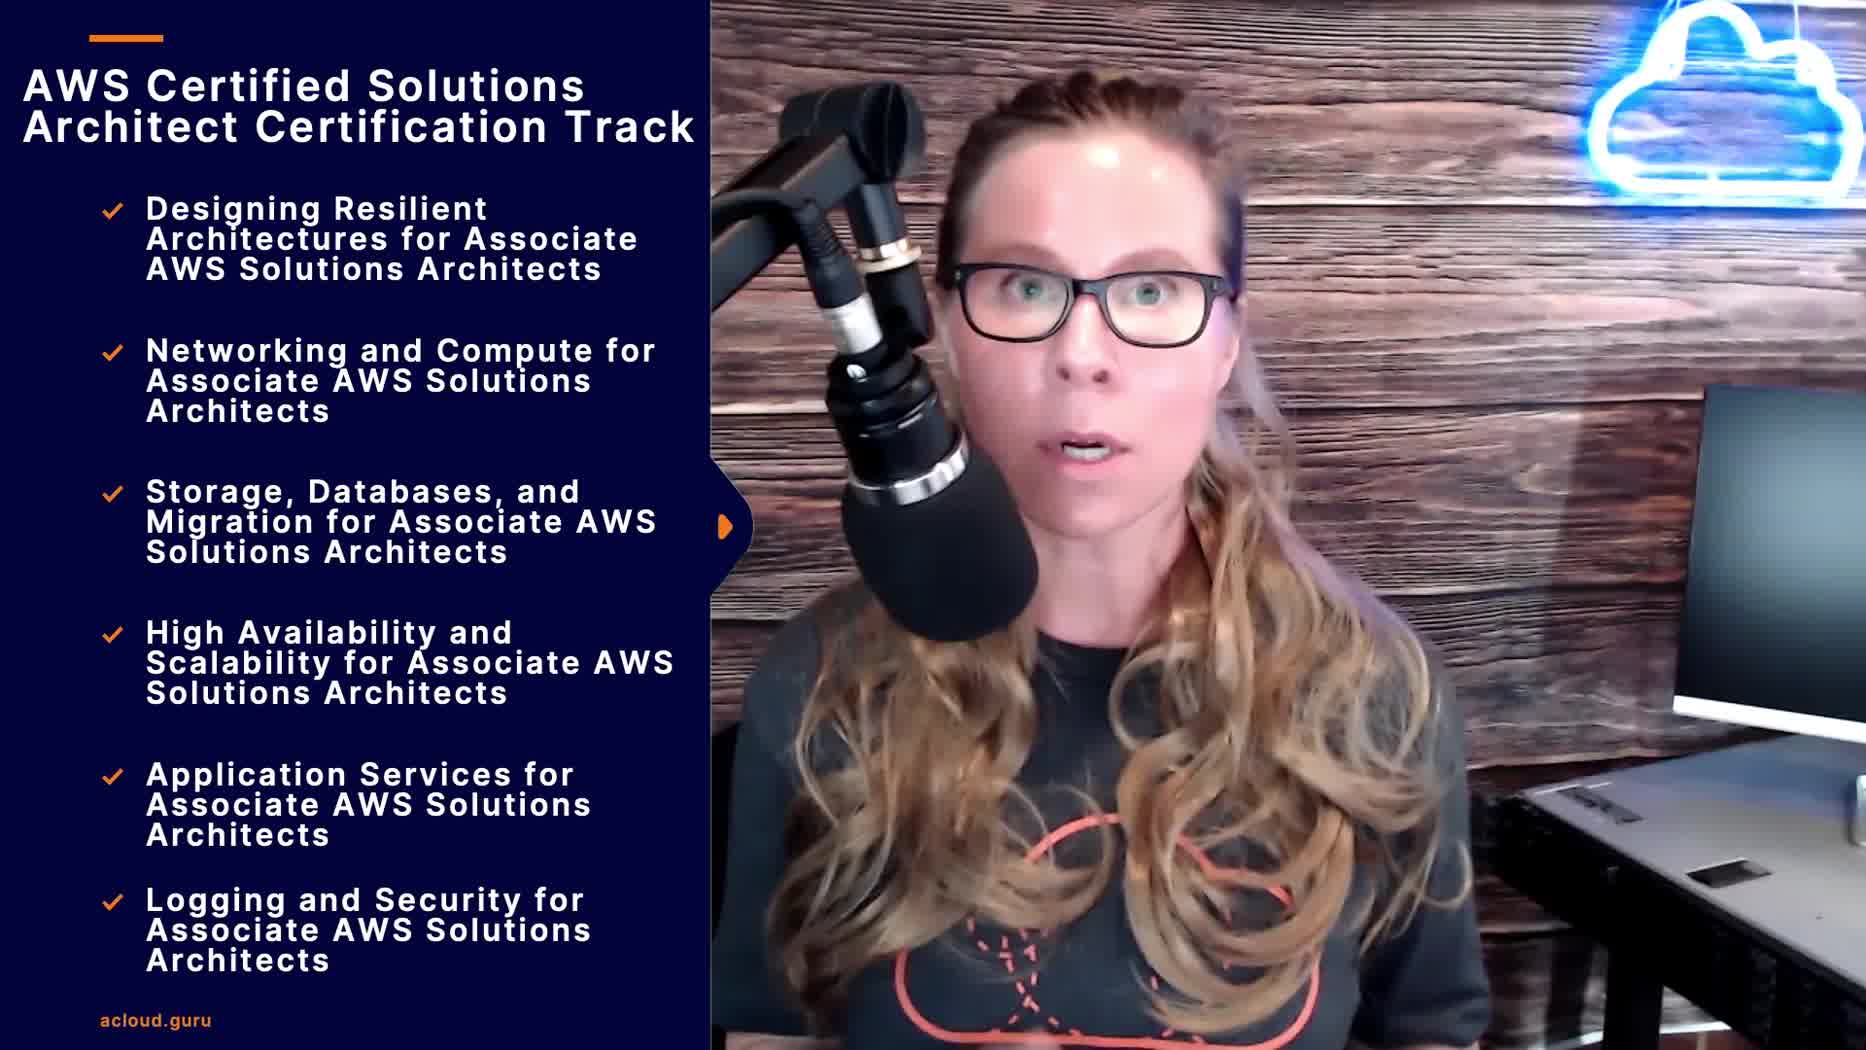 AWS Certified Solutions
Architect Certification Track
Designing Resilient
Architectures for Associate
AWS Solutions Architects
Networking and Compute for
Associate AWS Solutions
Architects
Storage, Databases, and
Migration for Associate AWS
Solutions Architects
High Availability and
Scalability for Associate AWS
Solutions Architects
Application Services for
Associate AWS Solutions
Architects
Logging and Security for
Associate AWS Solutions
Architects
acloud.guru